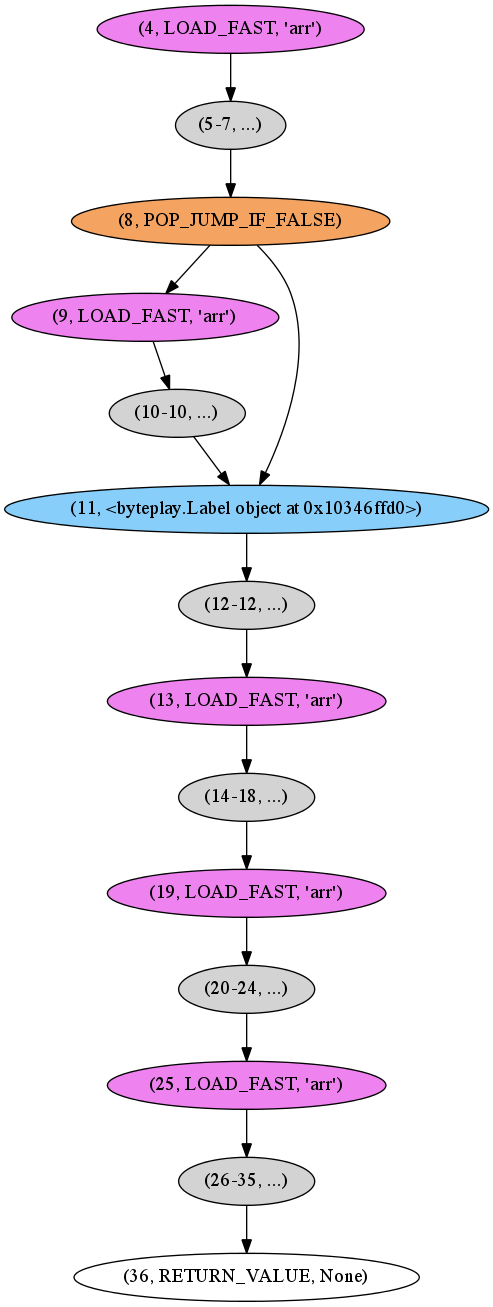 (4, LOAD_FAST, 'arr')
(5-7, ...)
(8, POP_JUMP_IF_FALSE)
(9, LOAD_FAST, 'arr')
(10-10, ...)
(11, <byteplay.Label object at 0x10346ffd0>)
(12-12, ...)
(13, LOAD_FAST, 'arr')
(14-18, ...)
(19, LOAD_FAST, 'arr')
(20-24, ...)
(25, LOAD_FAST, 'arr')
(26-35, ...)
(36, RETURN_VALUE, None)